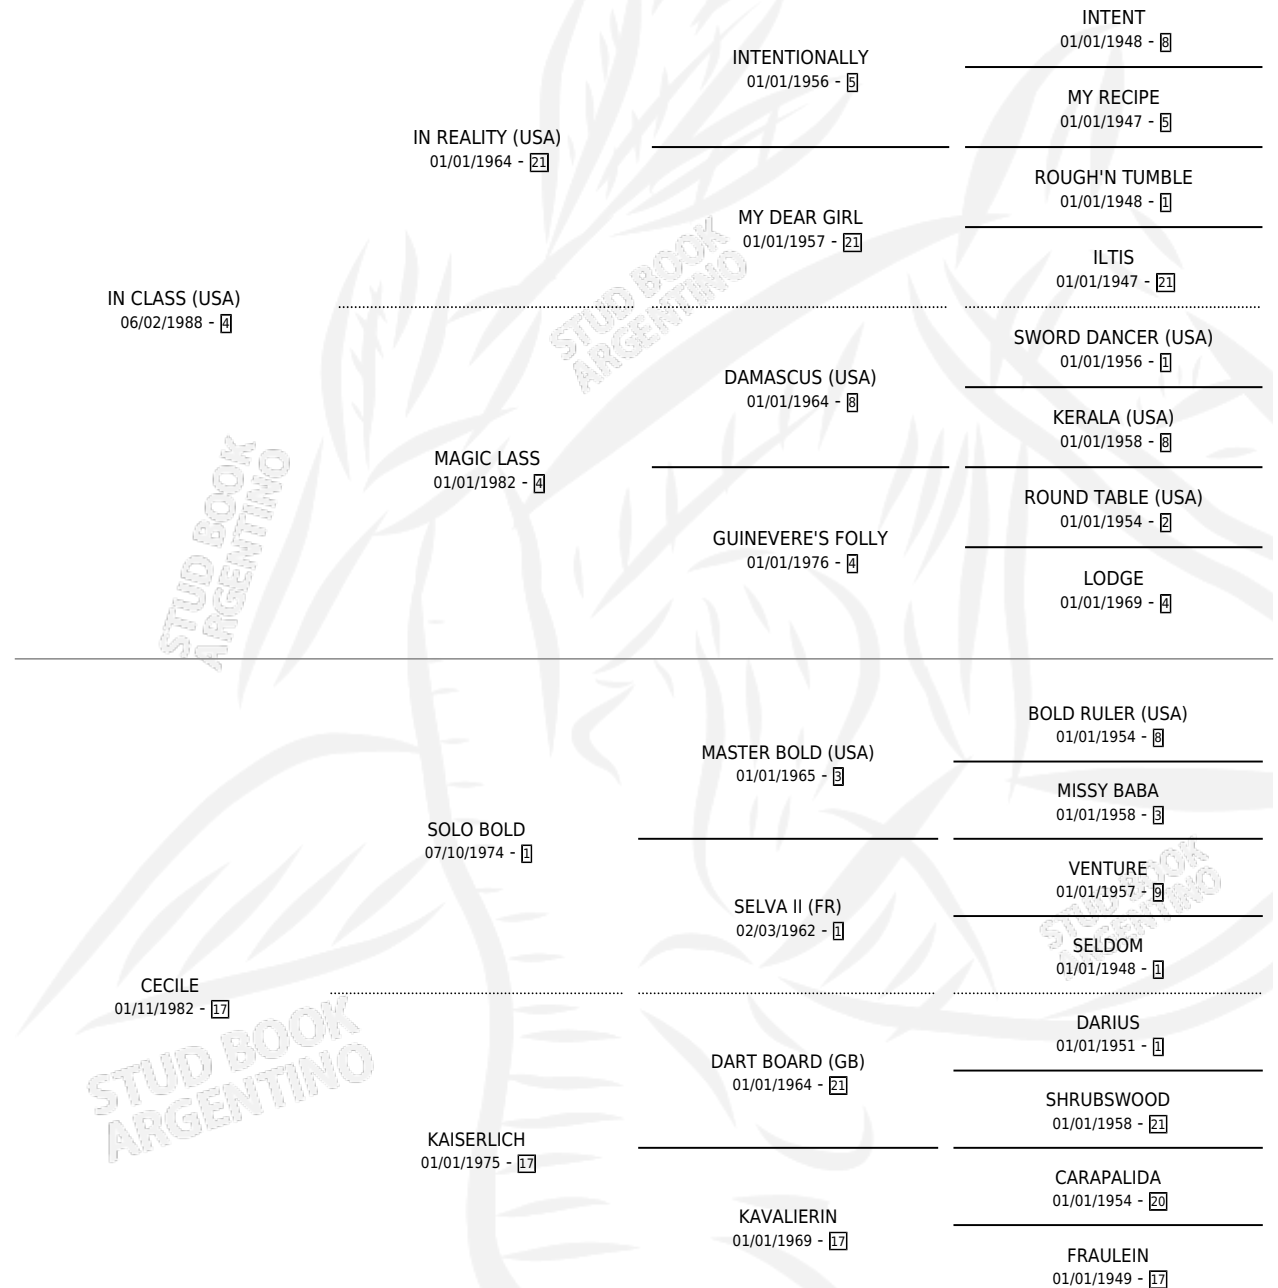 INTENT
01/01/1948 - 8
INTENTIONALLY
01/01/1956 - 5
MY RECIPE
01/01/1947 - 5
IN REALITY (USA)
01/01/1964 - 21
ROUGH'N TUMBLE
01/01/1948 - 1
MY DEAR GIRL
01/01/1957 - 21
ILTIS
01/01/1947 - 21
IN CLASS (USA)
06/02/1988 - 4
STUD BOOK
ARGENTINO
SWORD DANCER (USA)
01/01/1956 - 1
DAMASCUS (USA)
01/01/1964 - 8
KERALA (USA)
01/01/1958 - 8
MAGIC LASS
01/01/1982 - 4
ROUND TABLE (USA)
01/01/1954 - 2
GUINEVERE'S FOLLY
01/01/1976 - 4
LODGE
01/01/1969 - 4
STUD BOOK
ARGENTINO
BOLD RULER (USA)
01/01/1954 - 8
MASTER BOLD (USA)
01/01/1965 - 3
MISSY BABA
01/01/1958 - 3
SOLO BOLD
07/10/1974 - 1
VENTURE
01/01/1957 - 9
SELVA II (FR)
02/03/1962 - 1
SELDOM
01/01/1948 - 1
STUD BOOK
ARGENTINO
CECILE
01/11/1982 - 17
STUD BOOK
ARGENTINO
DARIUS
01/01/1951 - 1
DART BOARD (GB)
01/01/1964 - 21
SHRUBSWOOD
01/01/1958 - 21
KAISERLICH
01/01/1975 - 17
CARAPALIDA
01/01/1954 - 20
KAVALIERIN
01/01/1969 - 17
FRAULEIN
01/01/1949 - 17